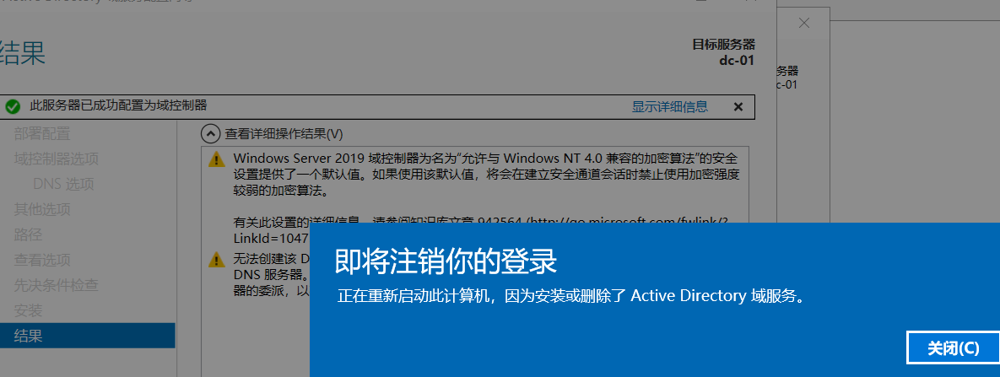 结果
目标服务器
dc-01
务器
c-01
此服务器已成功配置为域控制器
显示详细信息
部署配置
域控制器选项
DNS 选项
其他选项
路径
查看选项
先决条件检查
安装
结果
查看详细操作结果(V)
Windows Server 2019 域控制器为名为“允许与 Windows NT 4.0 兼容的加密算法”的安全
设置提供了一个默认值。如果使用该默认值，将会在建立安全通道会话时禁止使用加密强度
较弱的加密算法。
有关此设置的详细信息，请参阅知识库文章 942564 (http://go.microsoft.com/fwlink/?
LinkId=1047
无法创建该 D
DNS 服务器。
器的委派，以
即将注销你的登录
正在重新启动此计算机，因为安装或删除了 Active Directory 域服务。
关闭(C)